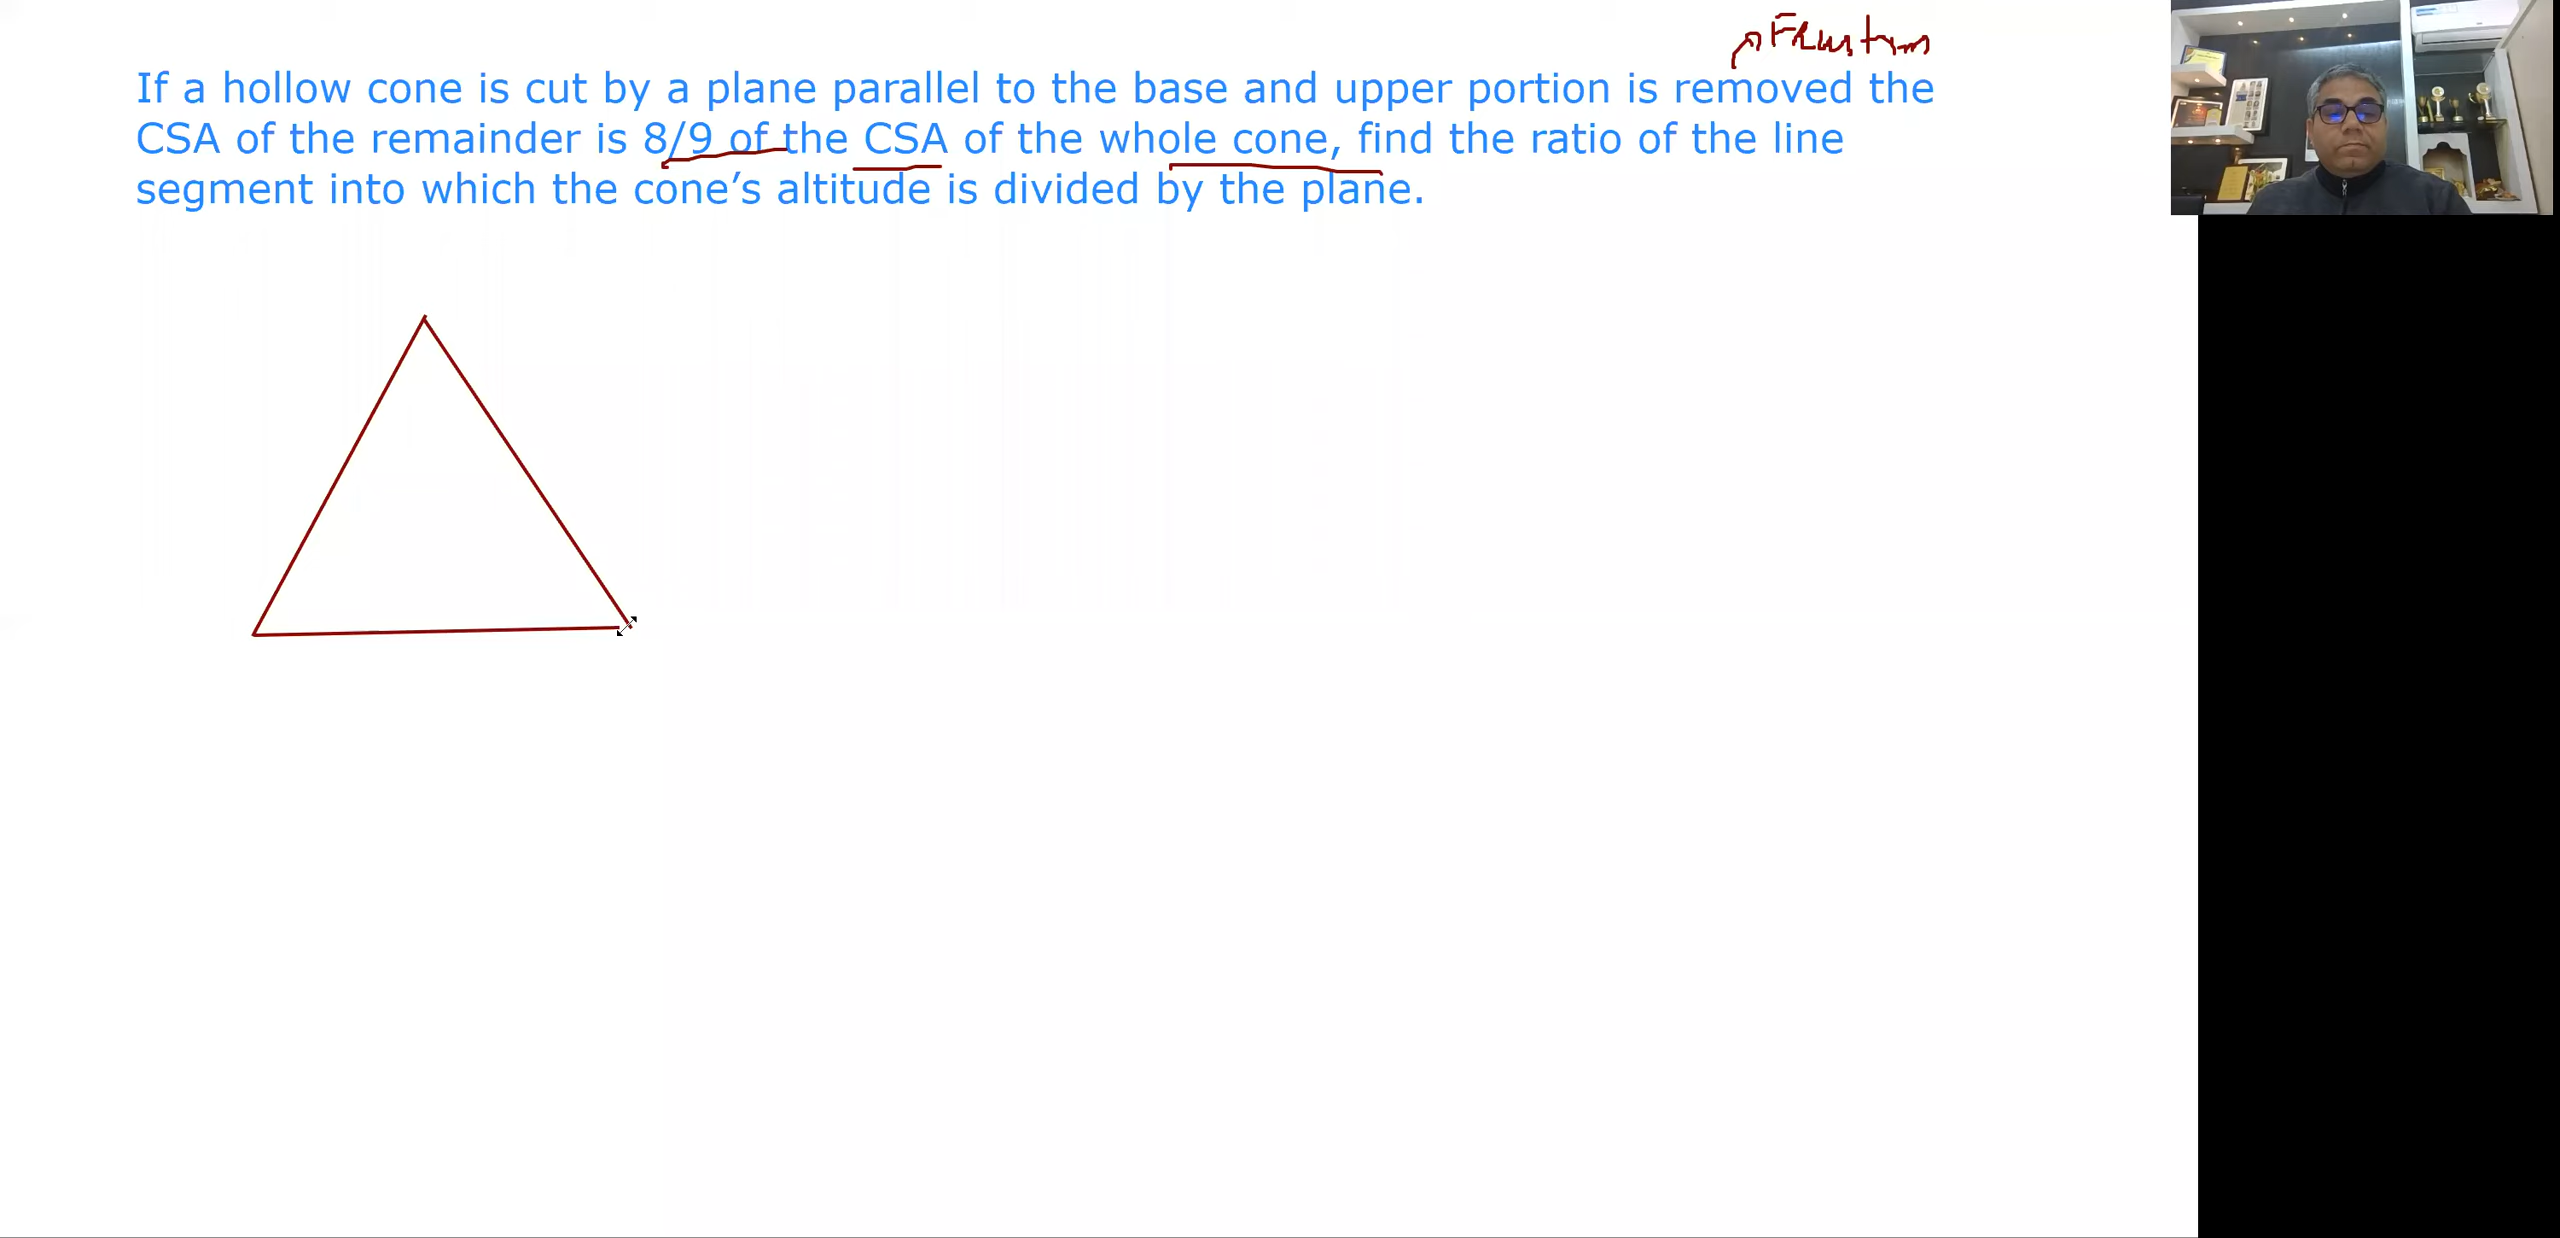 Frustrm
If a hollow cone is cut by a plane parallel to the base and upper portion is removed the
CSA of the remainder is 8/9 of the CSA of the whole cone, find the ratio of the line
segment into which the cone’s altitude is divided by the plane.